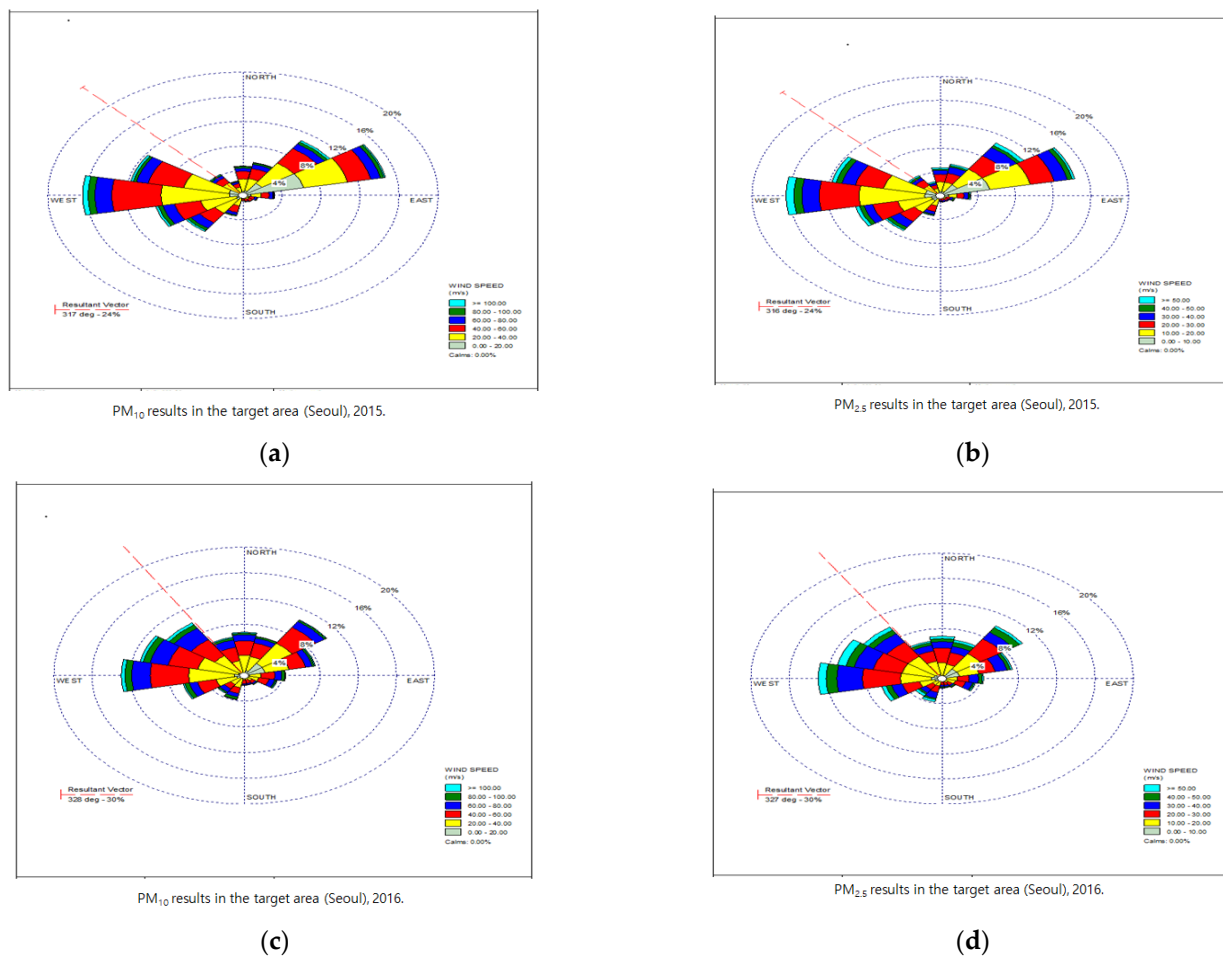 NORTH
20%
16%
12%
8%
4%
WEST
EAST
SOUTH
Resultant Vector
317 deg - 24%
WIND SPEED
(m/s)
>= 100.00
80.00 - 100.00
60.00 - 80.00
40.00 - 60.00
20.00 - 40.00
0.00 - 20.00
Calms: 0.00%
PM10 results in the target area (Seoul), 2015.
(a)
NORTH
20%
16%
12%
8%
4%
WEST
EAST
SOUTH
Resultant Vector
316 deg - 24%
WIND SPEED
(m/s)
>= 50.00
40.00 - 50.00
30.00 - 40.00
20.00 - 30.00
10.00 - 20.00
0.00 - 10.00
Calms: 0.00%
PM2.5 results in the target area (Seoul), 2015.
(b)
NORTH
20%
16%
12%
8%
4%
WEST
EAST
SOUTH
Resultant Vector
328 deg - 30%
WIND SPEED
(m/s)
>= 100.00
80.00 - 100.00
60.00 - 80.00
40.00 - 60.00
20.00 - 40.00
0.00 - 20.00
Calms: 0.00%
PM10 results in the target area (Seoul), 2016.
(c)
NORTH
20%
16%
12%
8%
4%
WEST
EAST
SOUTH
Resultant Vector
327 deg - 30%
WIND SPEED
(m/s)
>= 50.00
40.00 - 50.00
30.00 - 40.00
20.00 - 30.00
10.00 - 20.00
0.00 - 10.00
Calms: 0.00%
PM2.5 results in the target area (Seoul), 2016.
(d)